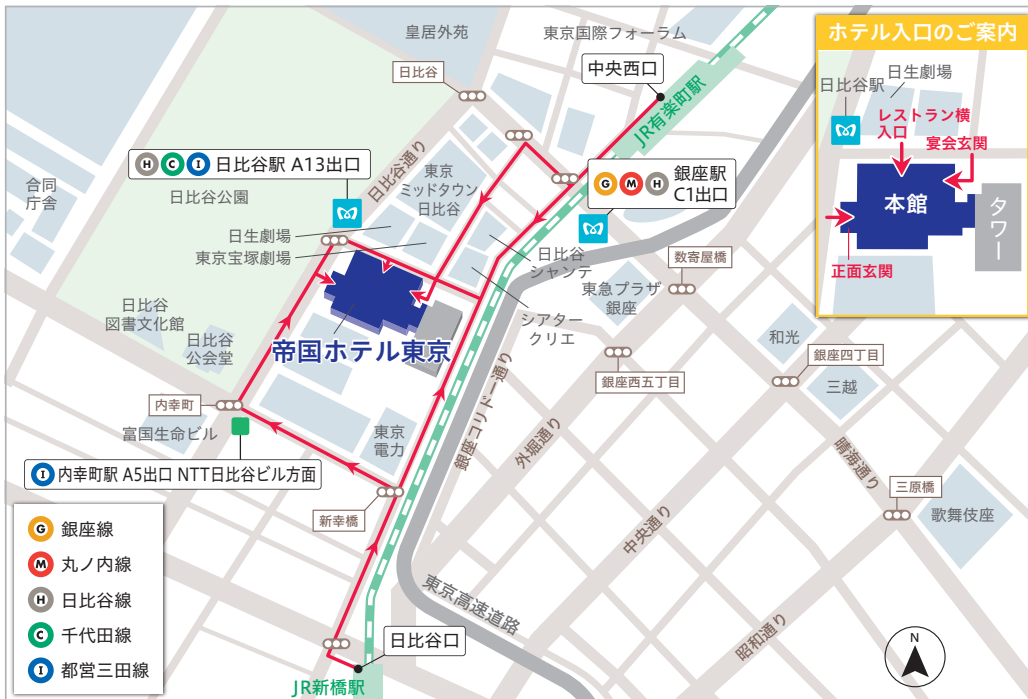 皇居外苑
東京国際フォーラム
中央西口
日比谷
JR有楽町駅
ホテル入口のご案内
日比谷駅
日生劇場
レストラン横
入口
宴会玄関
本館
タワー
正面玄関
H C I 日比谷駅 A13出口
日比谷通り
東京
ミッドタウン
日比谷
G M H 銀座駅
C1出口
合同
庁舎
日比谷公園
日生劇場
東京宝塚劇場
日比谷
シャンテ
数寄屋橋
東急プラザ
銀座
日比谷
図書文化館
日比谷
公会堂
帝国ホテル東京
シアター
クリエ
和光
銀座四丁目
銀座西五丁目
三越
内幸町
富国生命ビル
東京
電力
銀座コリドー通り
外堀通り
晴海通り
I 内幸町駅 A5出口 NTT日比谷ビル方面
新幸橋
三原橋
歌舞伎座
中央通り
G 銀座線
M 丸ノ内線
H 日比谷線
C 千代田線
I 都営三田線
東京高速道路
昭和通り
日比谷口
JR新橋駅
N